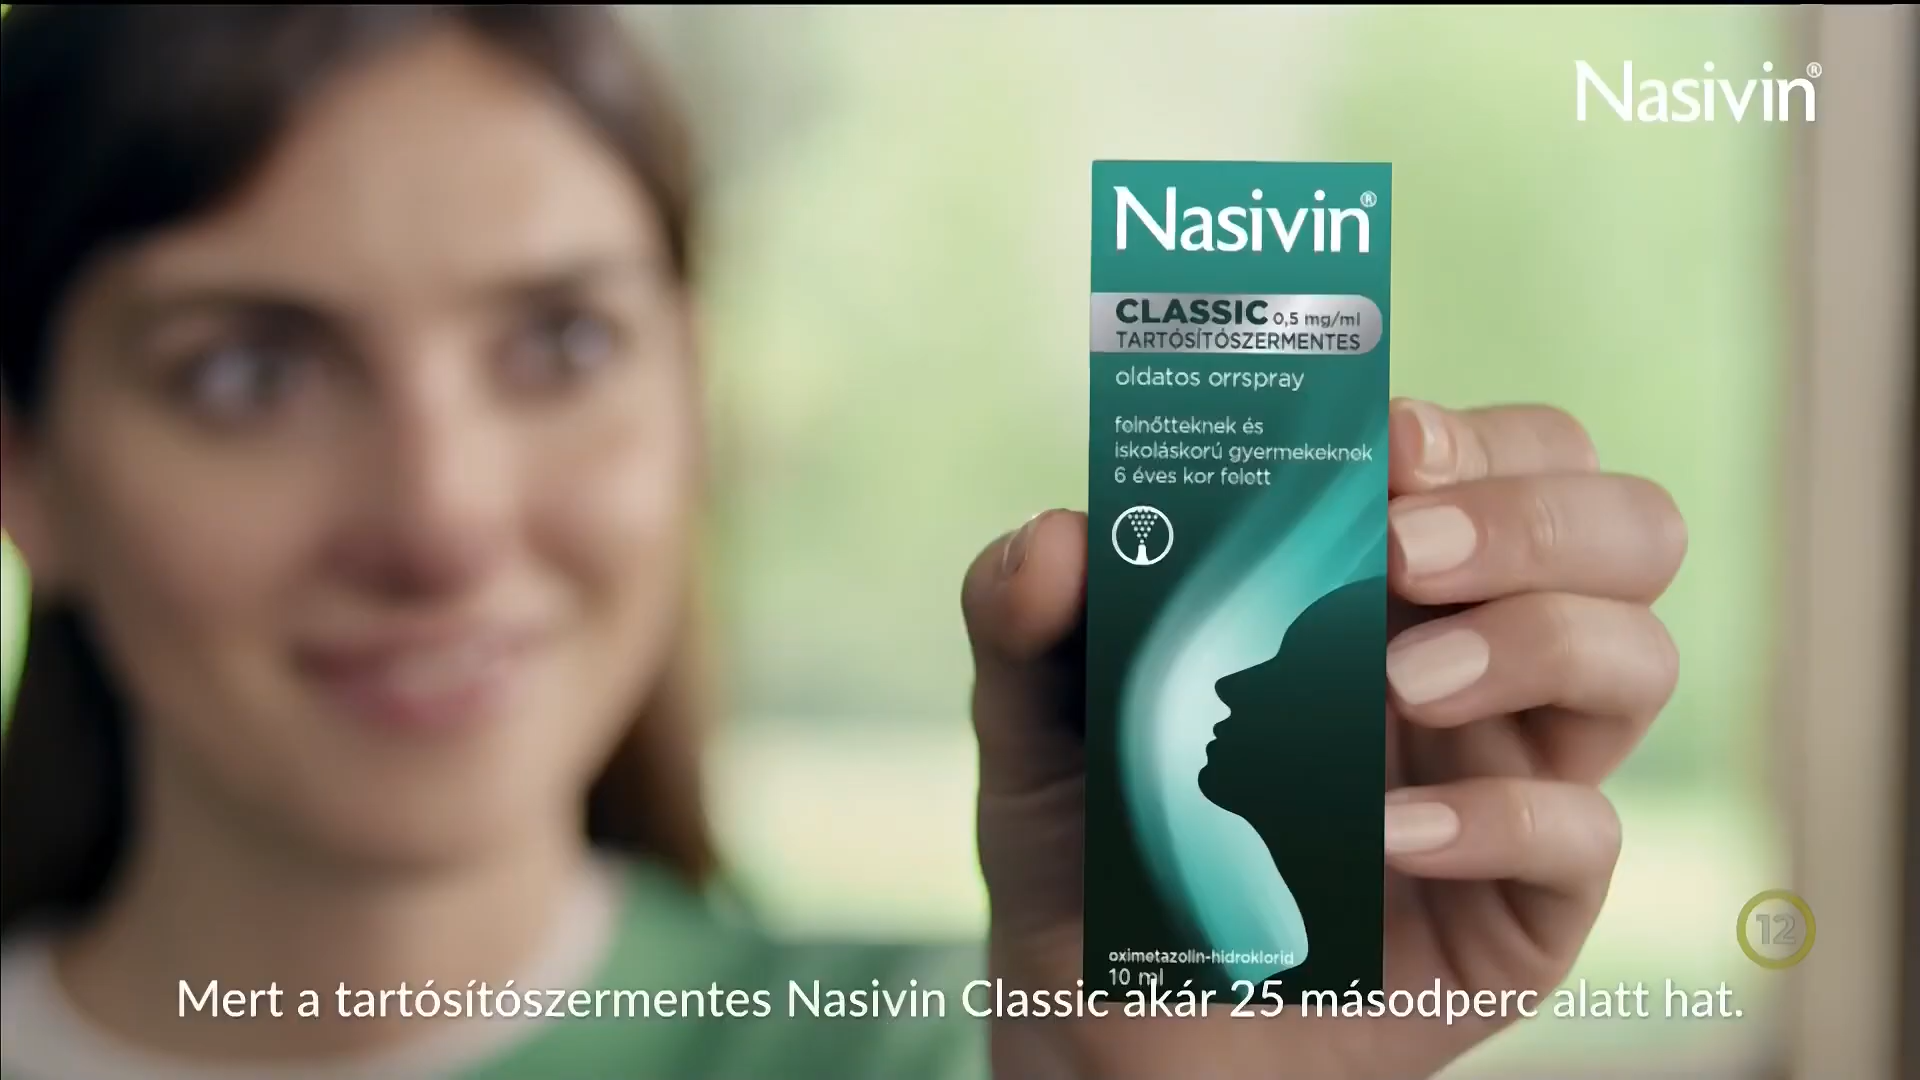 Nasivin®
Nasivin®
CLASSIC 0,5 mg/ml
TARTÓSÍTÓSZERMENTES
oldatos orrspray
felnőtteknek és
iskoláskorú gyermekeknek
6 éves kor felett
oximetazolin-hidroklorid
10 ml
12
Mert a tartósítószermentes Nasivin Classic akár 25 másodperc alatt hat.